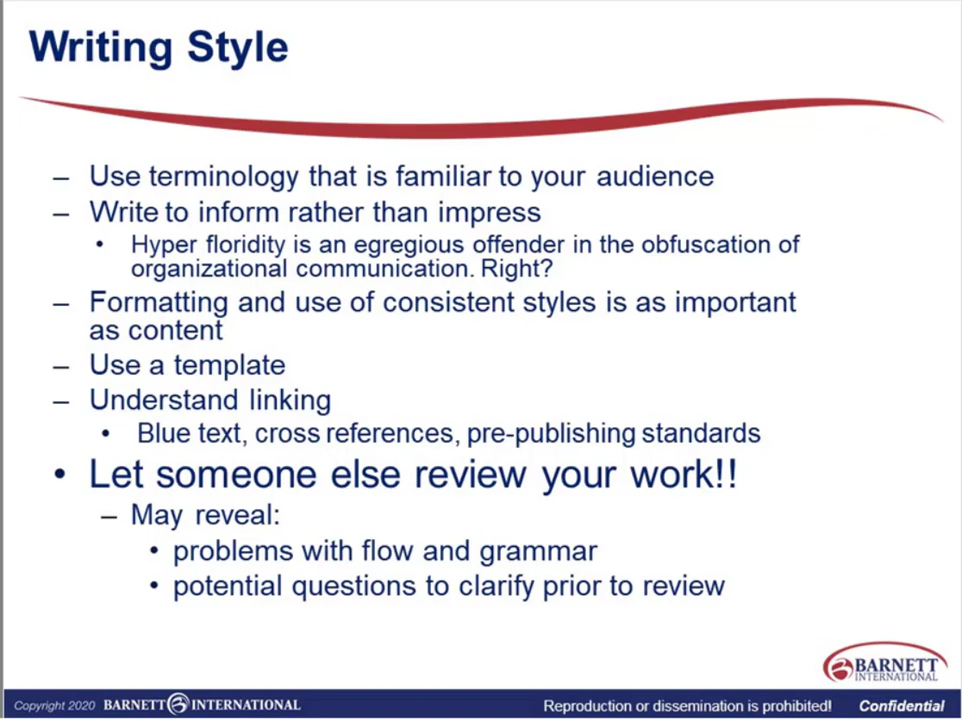 Writing Style
– Use terminology that is familiar to your audience
– Write to inform rather than impress
• Hyper floridity is an egregious offender in the obfuscation of
organizational communication. Right?
– Formatting and use of consistent styles is as important
as content
– Use a template
– Understand linking
• Blue text, cross references, pre-publishing standards
• Let someone else review your work!!
– May reveal:
• problems with flow and grammar
• potential questions to clarify prior to review
BARNETT
INTERNATIONAL
Copyright 2020 BARNETT INTERNATIONAL Reproduction or dissemination is prohibited! Confidential